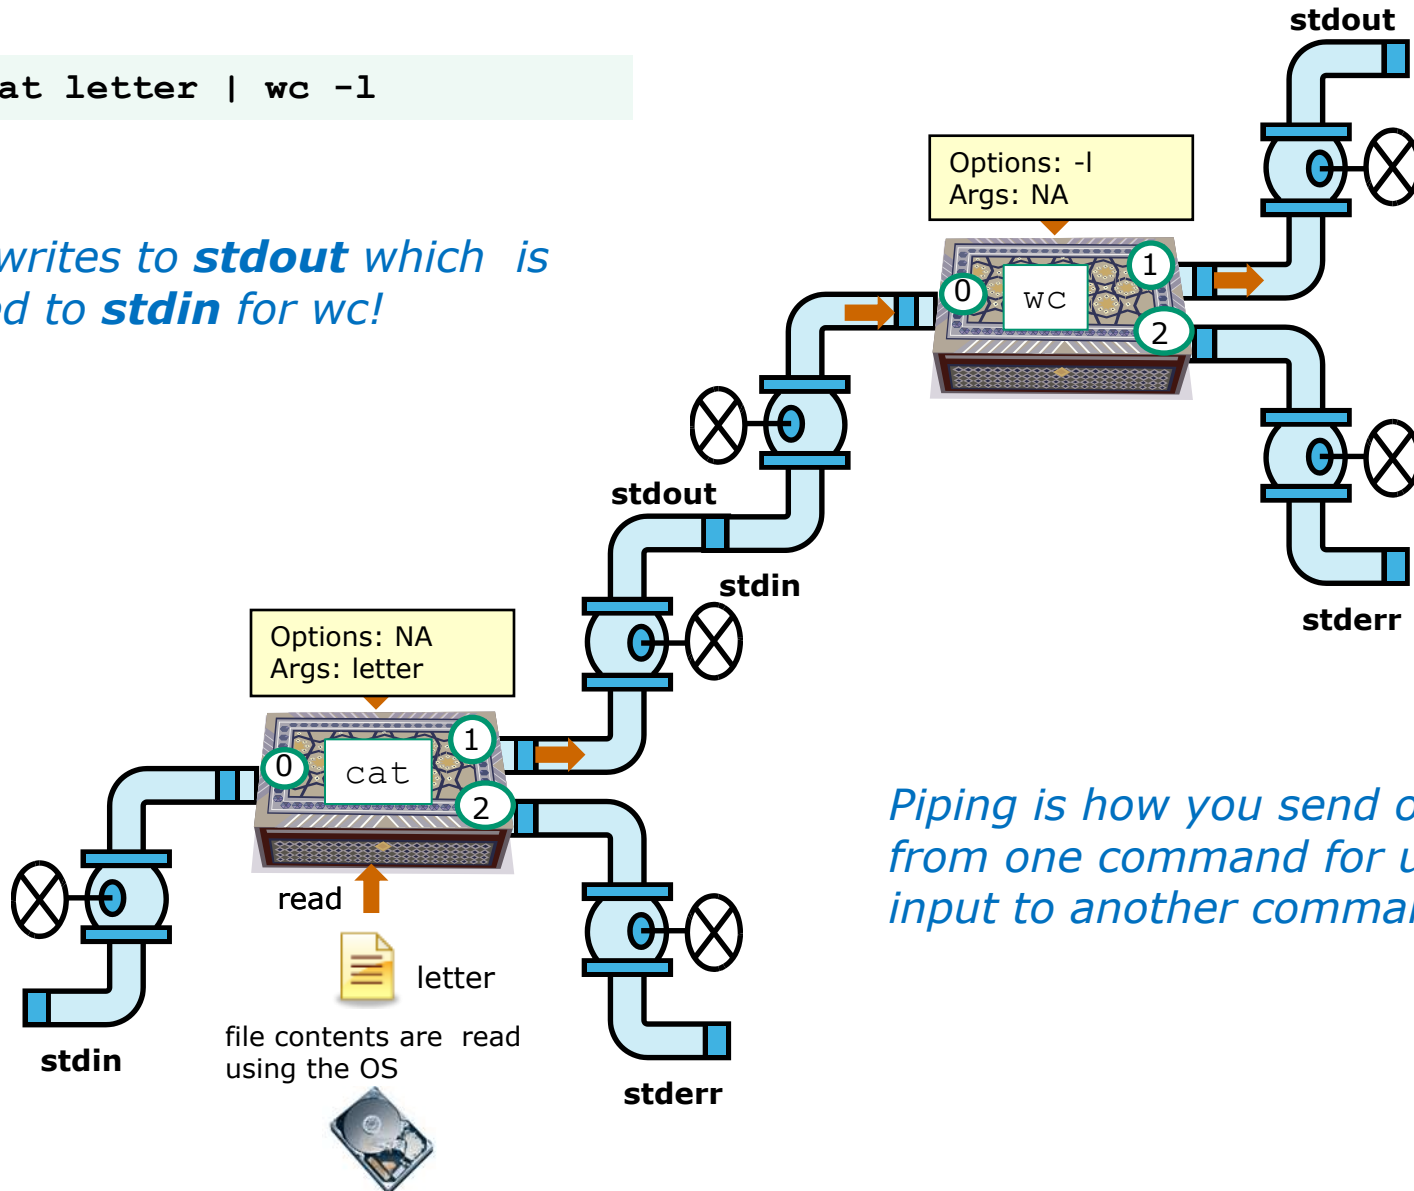 stdout
at letter | wc -l
Options: -l
Args: NA
writes to stdout which is
ed to stdin for wc!
0
wc
1
2
stdout
stdin
stderr
Options: NA
Args: letter
0
cat
1
2
Piping is how you send o
from one command for u
input to another comma
read
letter
file contents are read
using the OS
stdin
stderr